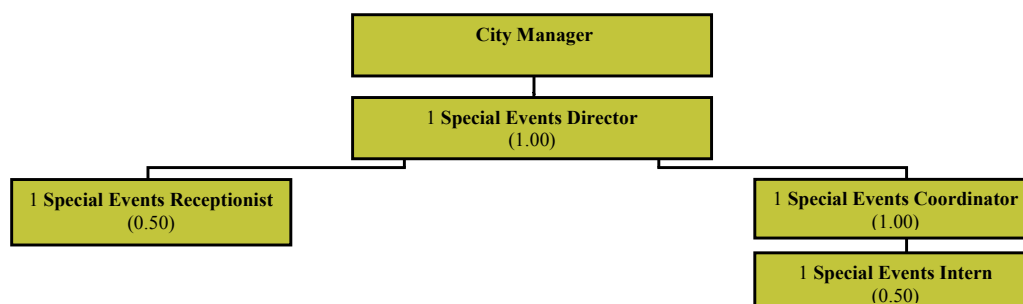 City Manager
1 Special Events Director
(1.00)
1 Special Events Receptionist
(0.50)
1 Special Events Coordinator
(1.00)
1 Special Events Intern
(0.50)